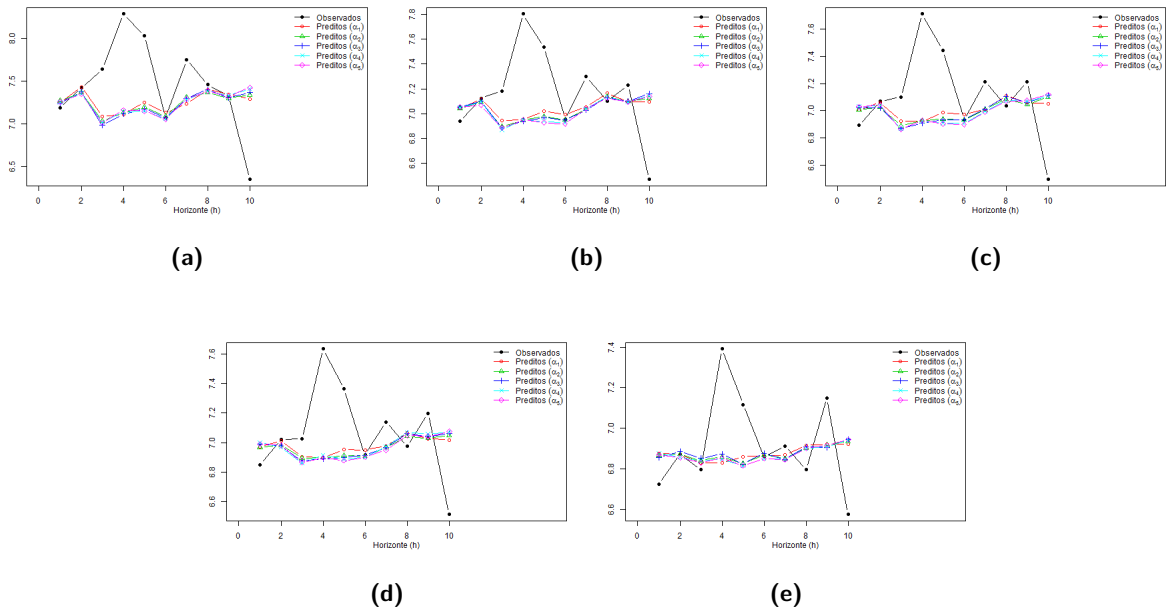 8.0
7.5
7.0
6.5
0 2 4 6 8 10
Horizonte (h)
Observados
Preditos (α₁)
Preditos (α₂)
Preditos (α₃)
Preditos (α₄)
Preditos (α₅)
(a)
7.8
7.6
7.4
7.2
7.0
6.8
6.6
0 2 4 6 8 10
Horizonte (h)
Observados
Preditos (α₁)
Preditos (α₂)
Preditos (α₃)
Preditos (α₄)
Preditos (α₅)
(b)
7.6
7.4
7.2
7.0
6.8
6.6
0 2 4 6 8 10
Horizonte (h)
Observados
Preditos (α₁)
Preditos (α₂)
Preditos (α₃)
Preditos (α₄)
Preditos (α₅)
(c)
7.6
7.4
7.2
7.0
6.8
6.6
0 2 4 6 8 10
Horizonte (h)
Observados
Preditos (α₁)
Preditos (α₂)
Preditos (α₃)
Preditos (α₄)
Preditos (α₅)
(d)
7.4
7.2
7.0
6.8
6.6
0 2 4 6 8 10
Horizonte (h)
Observados
Preditos (α₁)
Preditos (α₂)
Preditos (α₃)
Preditos (α₄)
Preditos (α₅)
(e)